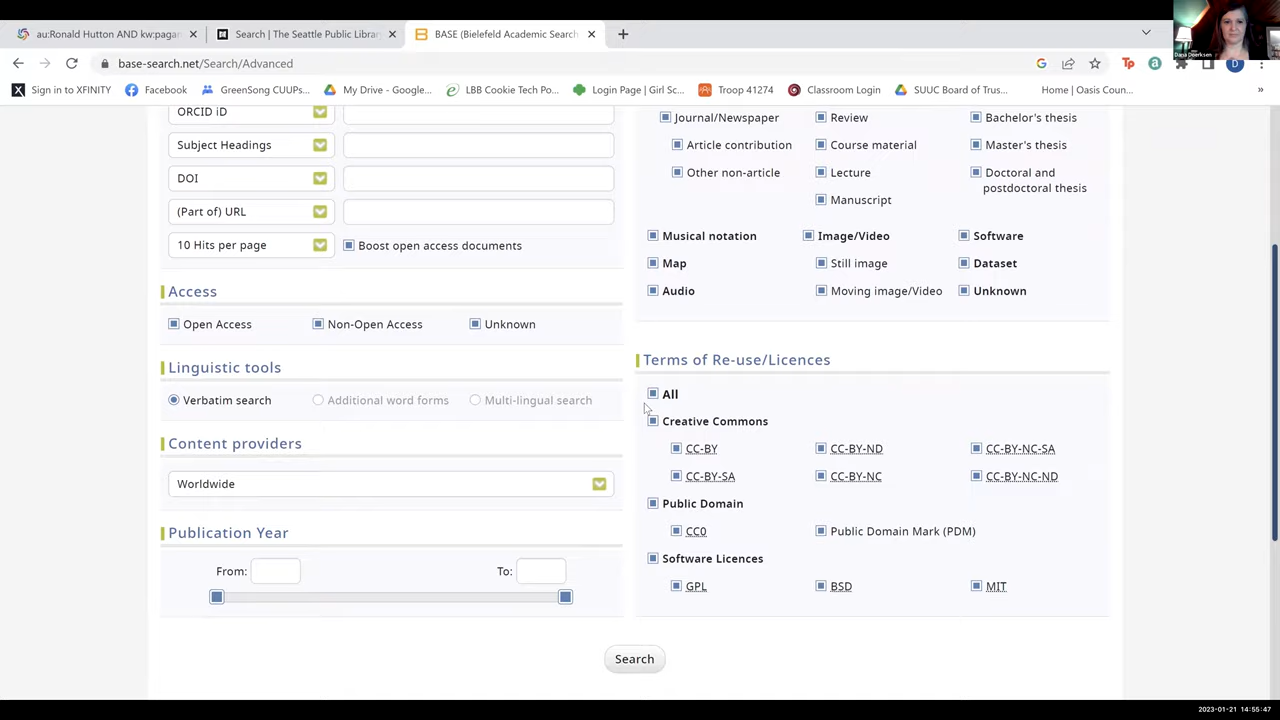 au:Ronald Hutton AND kw:pagan
Search | The Seattle Public Library
BASE (Bielefeld Academic Search
Dana Doerksen
base-search.net/Search/Advanced
Tp
a
D
Sign in to XFINITY
Facebook
GreenSong CUUPs...
My Drive - Google...
LBB Cookie Tech Po...
Login Page | Girl Sc...
Troop 41274
Classroom Login
SUUC Board of Trus...
Home | Oasis Coun...
»
ORCID iD
Subject Headings
DOI
(Part of) URL
10 Hits per page
Boost open access documents
Access
Open Access
Non-Open Access
Unknown
Linguistic tools
Verbatim search
Additional word forms
Multi-lingual search
Content providers
Worldwide
Publication Year
From:
To:
Journal/Newspaper
Review
Bachelor's thesis
Article contribution
Course material
Master's thesis
Other non-article
Lecture
Doctoral and
postdoctoral thesis
Manuscript
Musical notation
Image/Video
Software
Map
Still image
Dataset
Audio
Moving image/Video
Unknown
Terms of Re-use/Licences
All
Creative Commons
CC-BY
CC-BY-ND
CC-BY-NC-SA
CC-BY-SA
CC-BY-NC
CC-BY-NC-ND
Public Domain
CC0
Public Domain Mark (PDM)
Software Licences
GPL
BSD
MIT
Search
2023-01-21 14:55:47